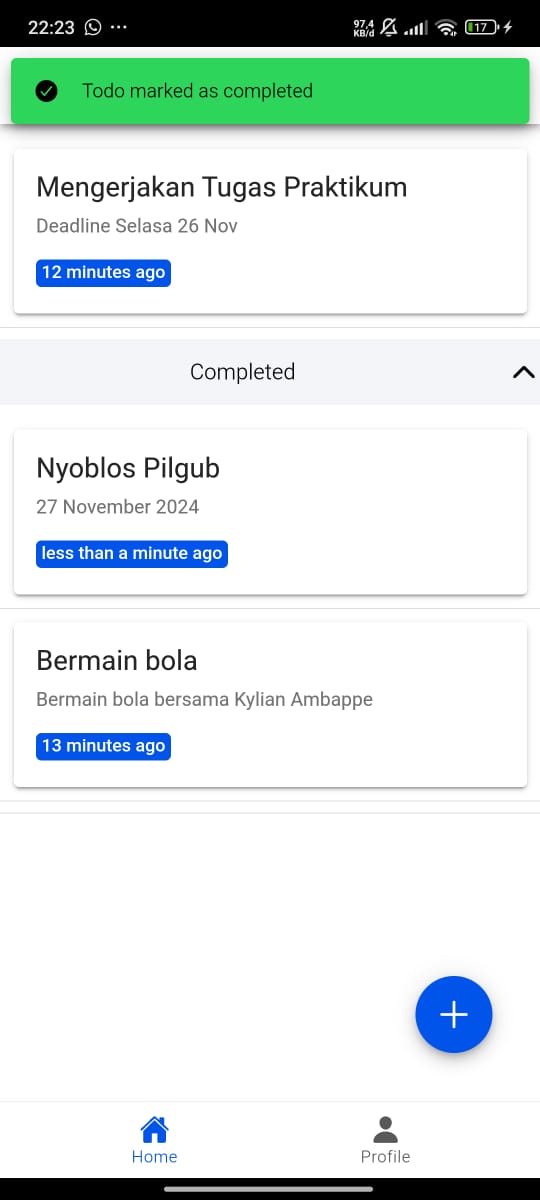 22:23
97,4
KB/d
17
Todo marked as completed
Mengerjakan Tugas Praktikum
Deadline Selasa 26 Nov
12 minutes ago
Completed
Nyoblos Pilgub
27 November 2024
less than a minute ago
Bermain bola
Bermain bola bersama Kylian Ambappe
13 minutes ago
Home
Profile